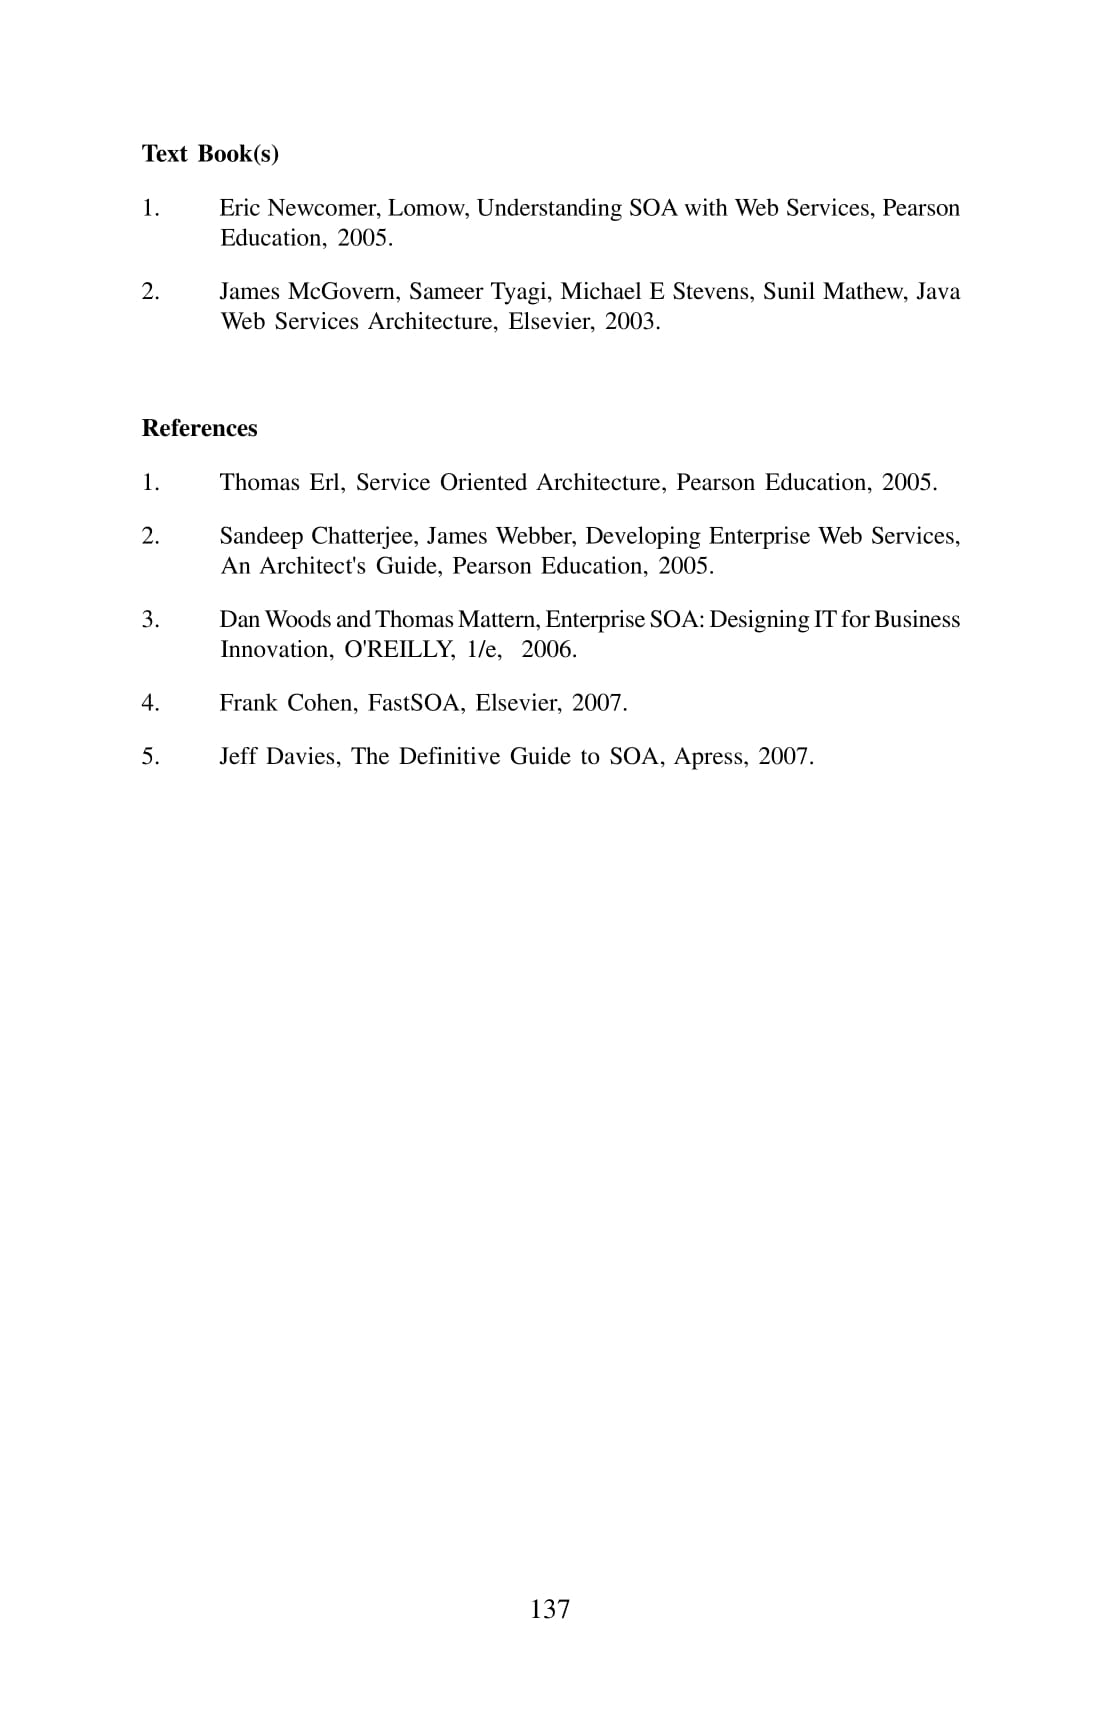 Text Book(s)
1. Eric Newcomer, Lomow, Understanding SOA with Web Services, Pearson
Education, 2005.
2. James McGovern, Sameer Tyagi, Michael E Stevens, Sunil Mathew, Java
Web Services Architecture, Elsevier, 2003.
References
1. Thomas Erl, Service Oriented Architecture, Pearson Education, 2005.
2. Sandeep Chatterjee, James Webber, Developing Enterprise Web Services,
An Architect's Guide, Pearson Education, 2005.
3. Dan Woods and Thomas Mattern, Enterprise SOA: Designing IT for Business
Innovation, O'REILLY, 1/e, 2006.
4. Frank Cohen, FastSOA, Elsevier, 2007.
5. Jeff Davies, The Definitive Guide to SOA, Apress, 2007.
137